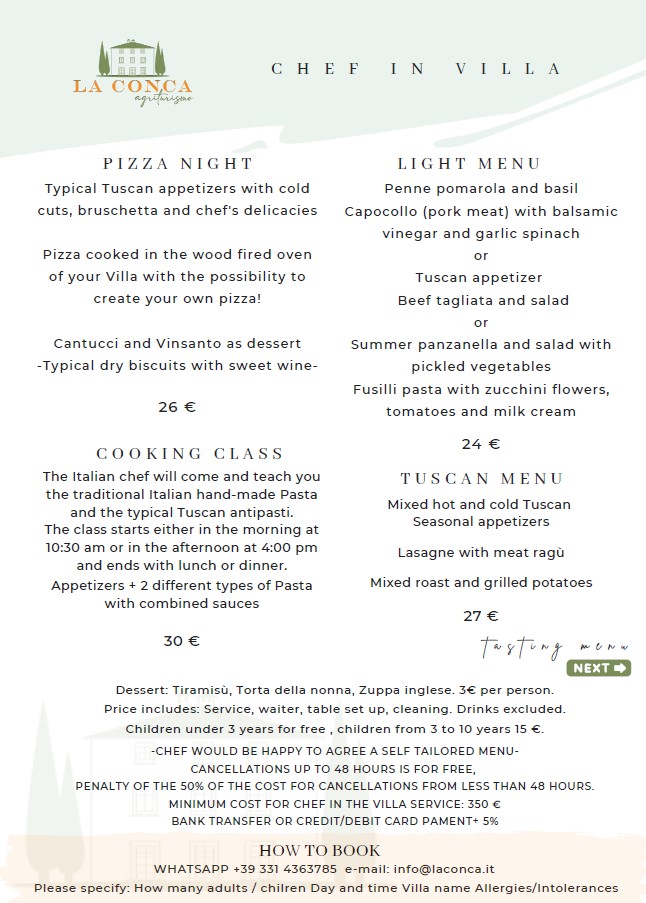 LA CONCA
agriturismo
CHEF IN VILLA
PIZZA NIGHT
Typical Tuscan appetizers with cold
cuts, bruschetta and chef's delicacies
Pizza cooked in the wood fired oven
of your Villa with the possibility to
create your own pizza!
Cantucci and Vinsanto as dessert
-Typical dry biscuits with sweet wine-
26 €
COOKING CLASS
The Italian chef will come and teach you
the traditional Italian hand-made Pasta
and the typical Tuscan antipasti.
The class starts either in the morning at
10:30 am or in the afternoon at 4:00 pm
and ends with lunch or dinner.
Appetizers + 2 different types of Pasta
with combined sauces
30 €
LIGHT MENU
Penne pomarola and basil
Capocollo (pork meat) with balsamic
vinegar and garlic spinach
or
Tuscan appetizer
Beef tagliata and salad
or
Summer panzanella and salad with
pickled vegetables
Fusilli pasta with zucchini flowers,
tomatoes and milk cream
24 €
TUSCAN MENU
Mixed hot and cold Tuscan
Seasonal appetizers
Lasagne with meat ragù
Mixed roast and grilled potatoes
27 €
tasting menu
NEXT
Dessert: Tiramisù, Torta della nonna, Zuppa inglese. 3€ per person.
Price includes: Service, waiter, table set up, cleaning. Drinks excluded.
Children under 3 years for free , children from 3 to 10 years 15 €.
-CHEF WOULD BE HAPPY TO AGREE A SELF TAILORED MENU-
CANCELLATIONS UP TO 48 HOURS IS FOR FREE,
PENALTY OF THE 50% OF THE COST FOR CANCELLATIONS FROM LESS THAN 48 HOURS.
MINIMUM COST FOR CHEF IN THE VILLA SERVICE: 350 €
BANK TRANSFER OR CREDIT/DEBIT CARD PAMENT+ 5%
HOW TO BOOK
WHATSAPP +39 331 4363785 e-mail: info@laconca.it
Please specify: How many adults / chilren Day and time Villa name Allergies/Intolerances